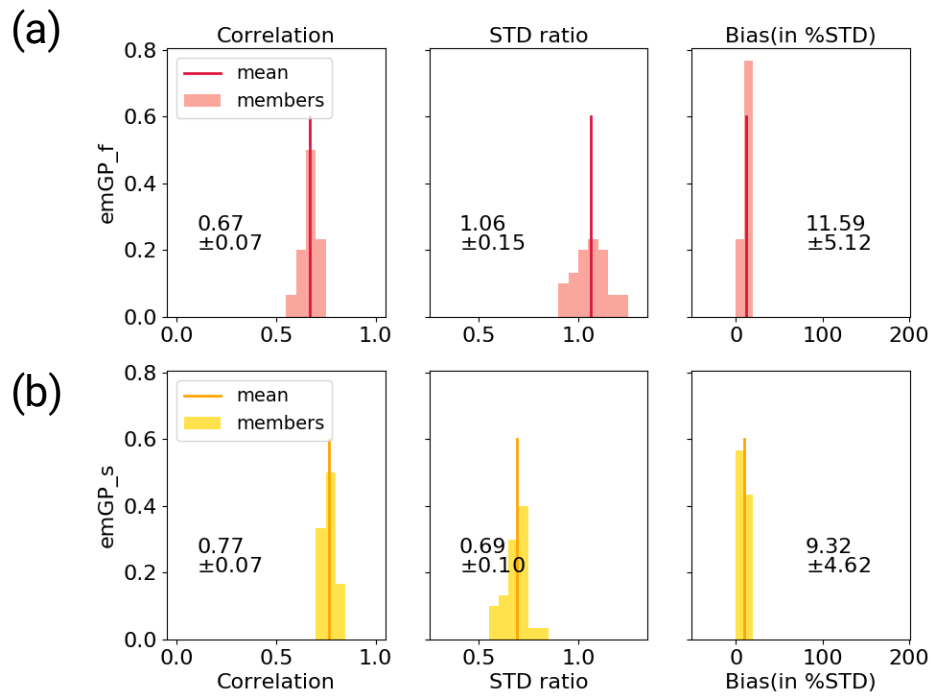 (a)
Correlation
STD ratio
Bias(in %STD)
emGP_f
0.8
0.6
0.4
0.2
0.0
mean
members
0.67
±0.07
0.0
0.5
1.0
1.06
±0.15
0.5
1.0
11.59
±5.12
0
100
200
(b)
emGP_s
0.8
0.6
0.4
0.2
0.0
mean
members
0.77
±0.07
0.0
0.5
1.0
Correlation
0.69
±0.10
0.5
1.0
STD ratio
9.32
±4.62
0
100
200
Bias(in %STD)